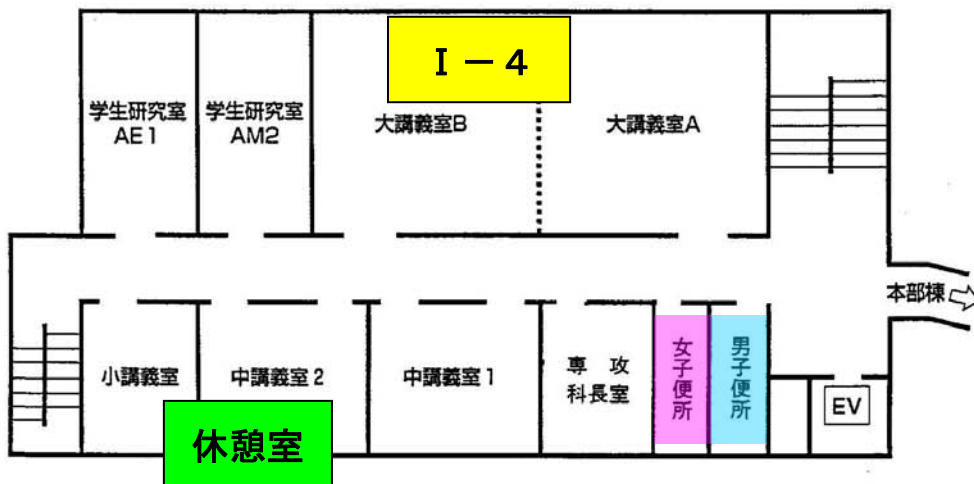 Ⅰ－４
学生研究室
AE1
学生研究室
AM2
大講義室B
大講義室A
本部棟
小講義室
中講義室2
中講義室1
専攻
科長室
女子便所
男子便所
EV
休憩室